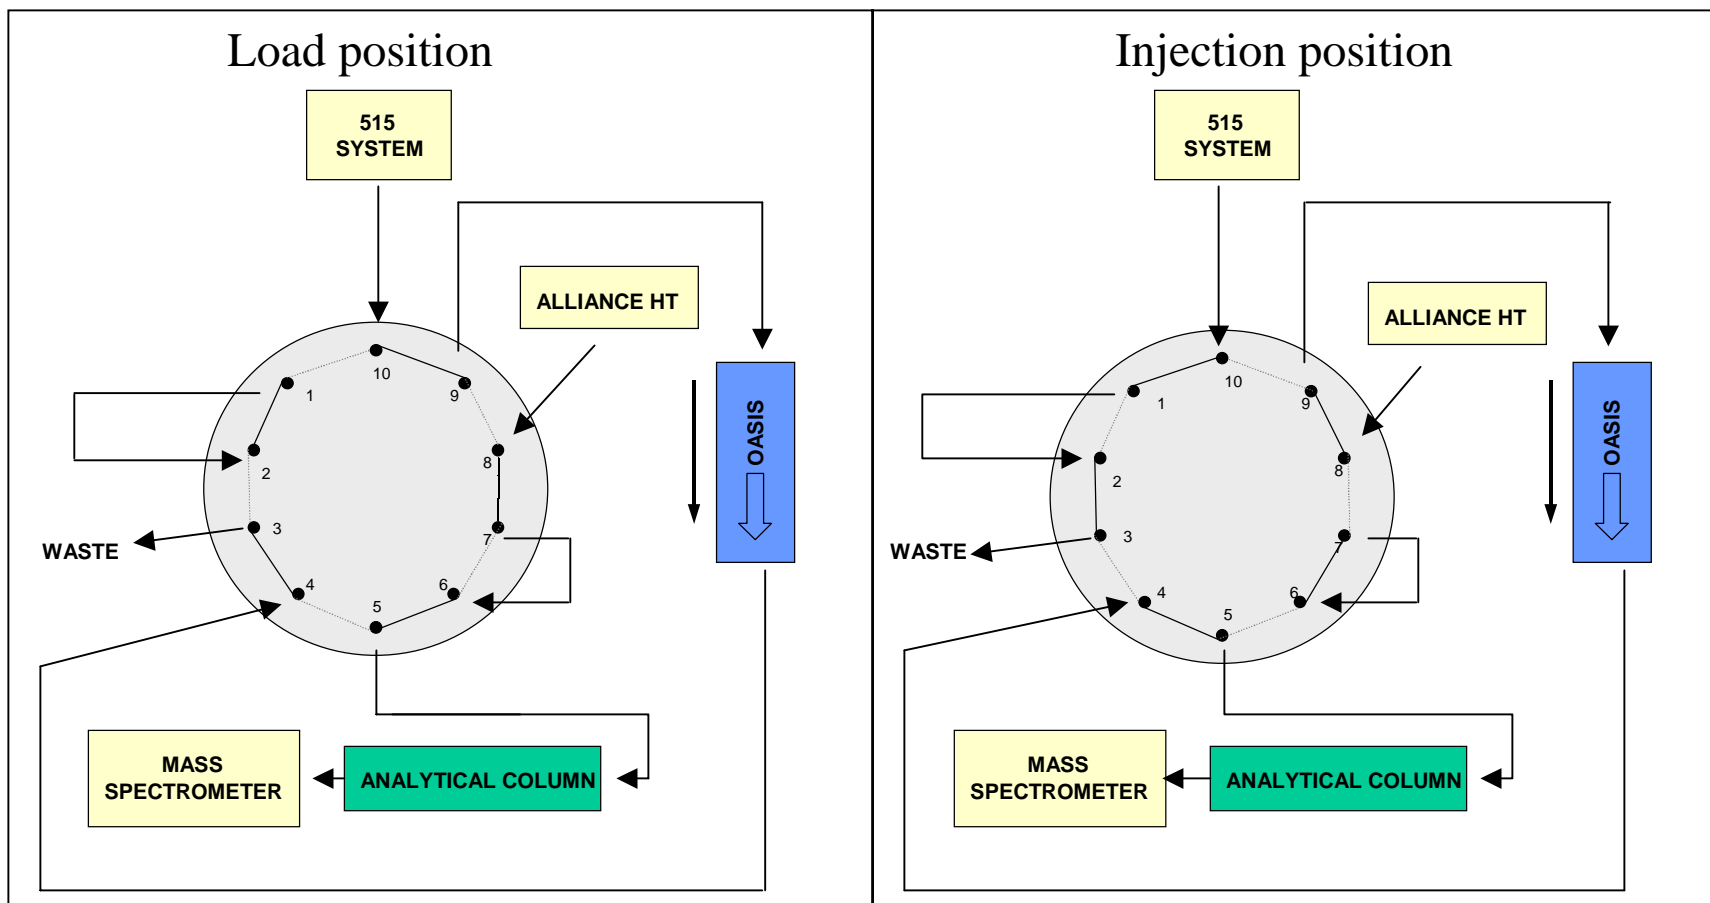 Load position
515
SYSTEM
ALLIANCE HT
10
1
9
2
8
OASIS
3
7
WASTE
4
6
5
MASS
SPECTROMETER
ANALYTICAL COLUMN
Injection position
515
SYSTEM
ALLIANCE HT
10
1
9
2
8
OASIS
3
7
WASTE
4
6
5
MASS
SPECTROMETER
ANALYTICAL COLUMN